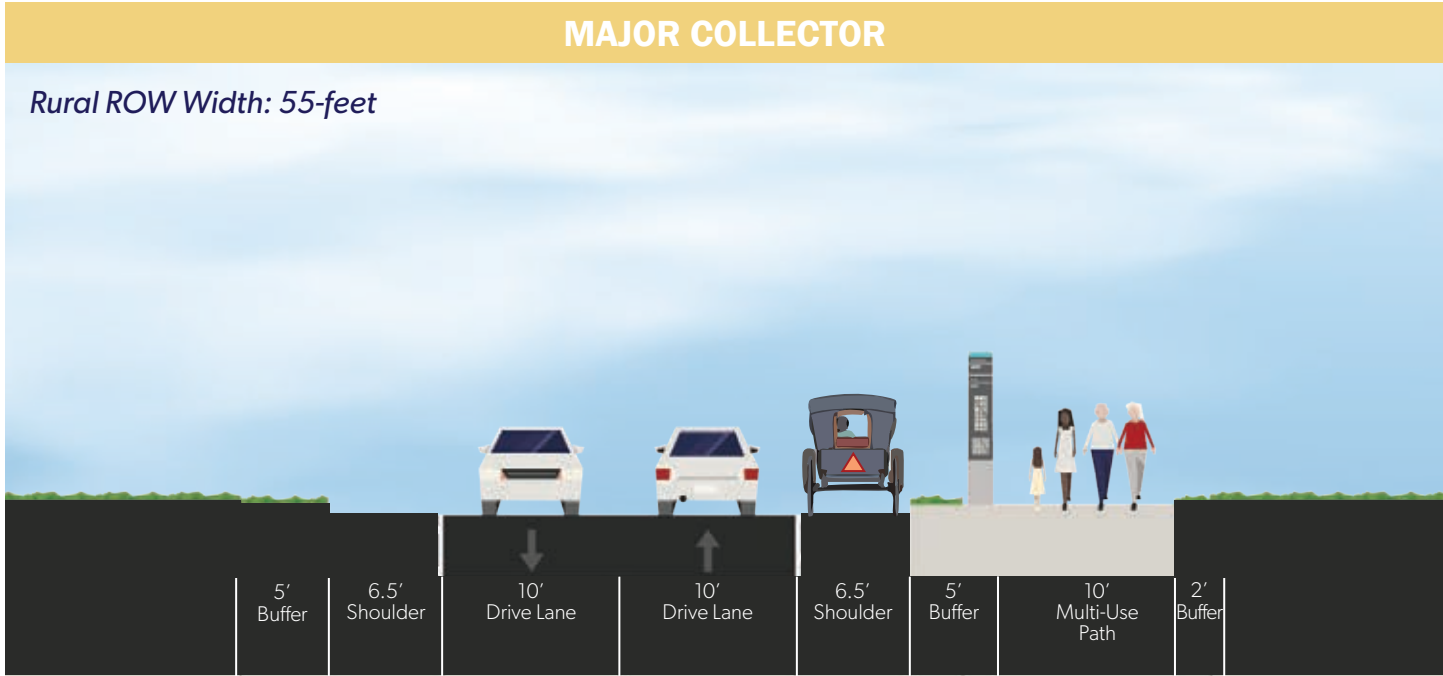 MAJOR COLLECTOR
Rural ROW Width: 55-feet
5’
Buffer
6.5’
Shoulder
10’
Drive Lane
10’
Drive Lane
6.5’
Shoulder
5’
Buffer
10’
Multi-Use
Path
2’
Buffer